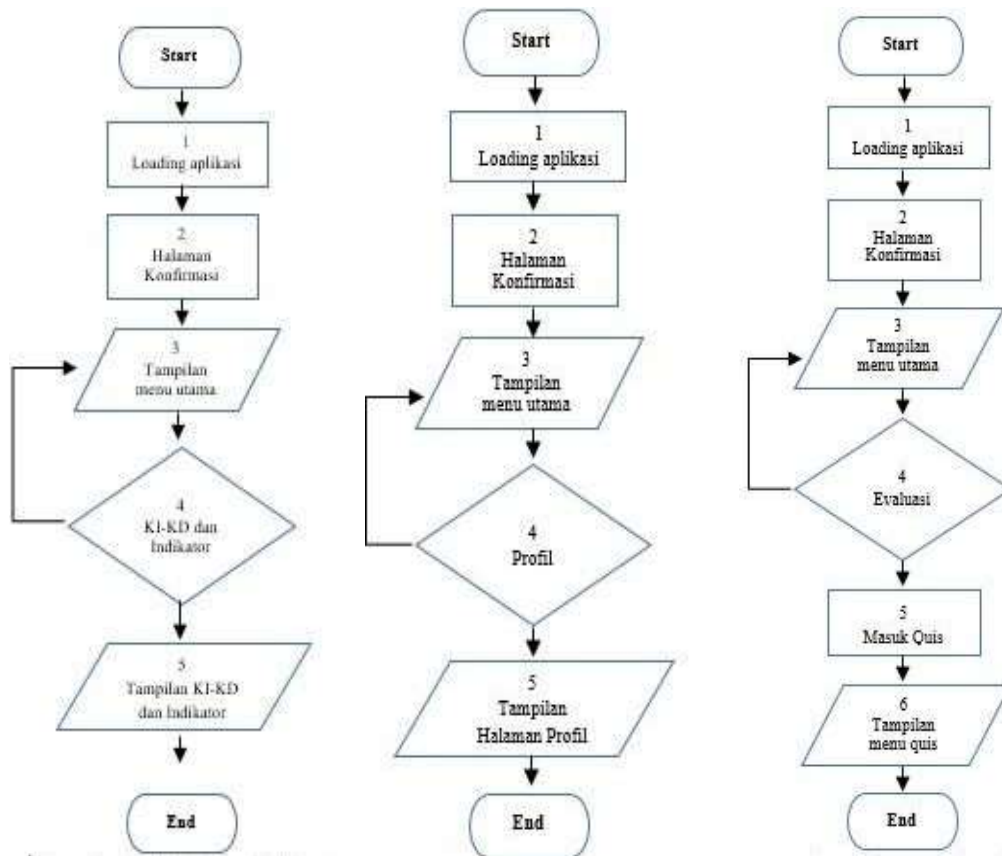 Start
1
Loading aplikasi
2
Halaman
Konfirmasi
3
Tampilan
menu utama
4
KI-KD dan
Indikator
5
Tampilan KI-KD
dan Indikator
End
Start
1
Loading aplikasi
2
Halaman
Konfirmasi
3
Tampilan
menu utama
4
Profil
5
Tampilan
Halaman Profil
End
Start
1
Loading aplikasi
2
Halaman
Konfirmasi
3
Tampilan
menu utama
4
Evaluasi
5
Masuk Quis
6
Tampilan
menu quis
End